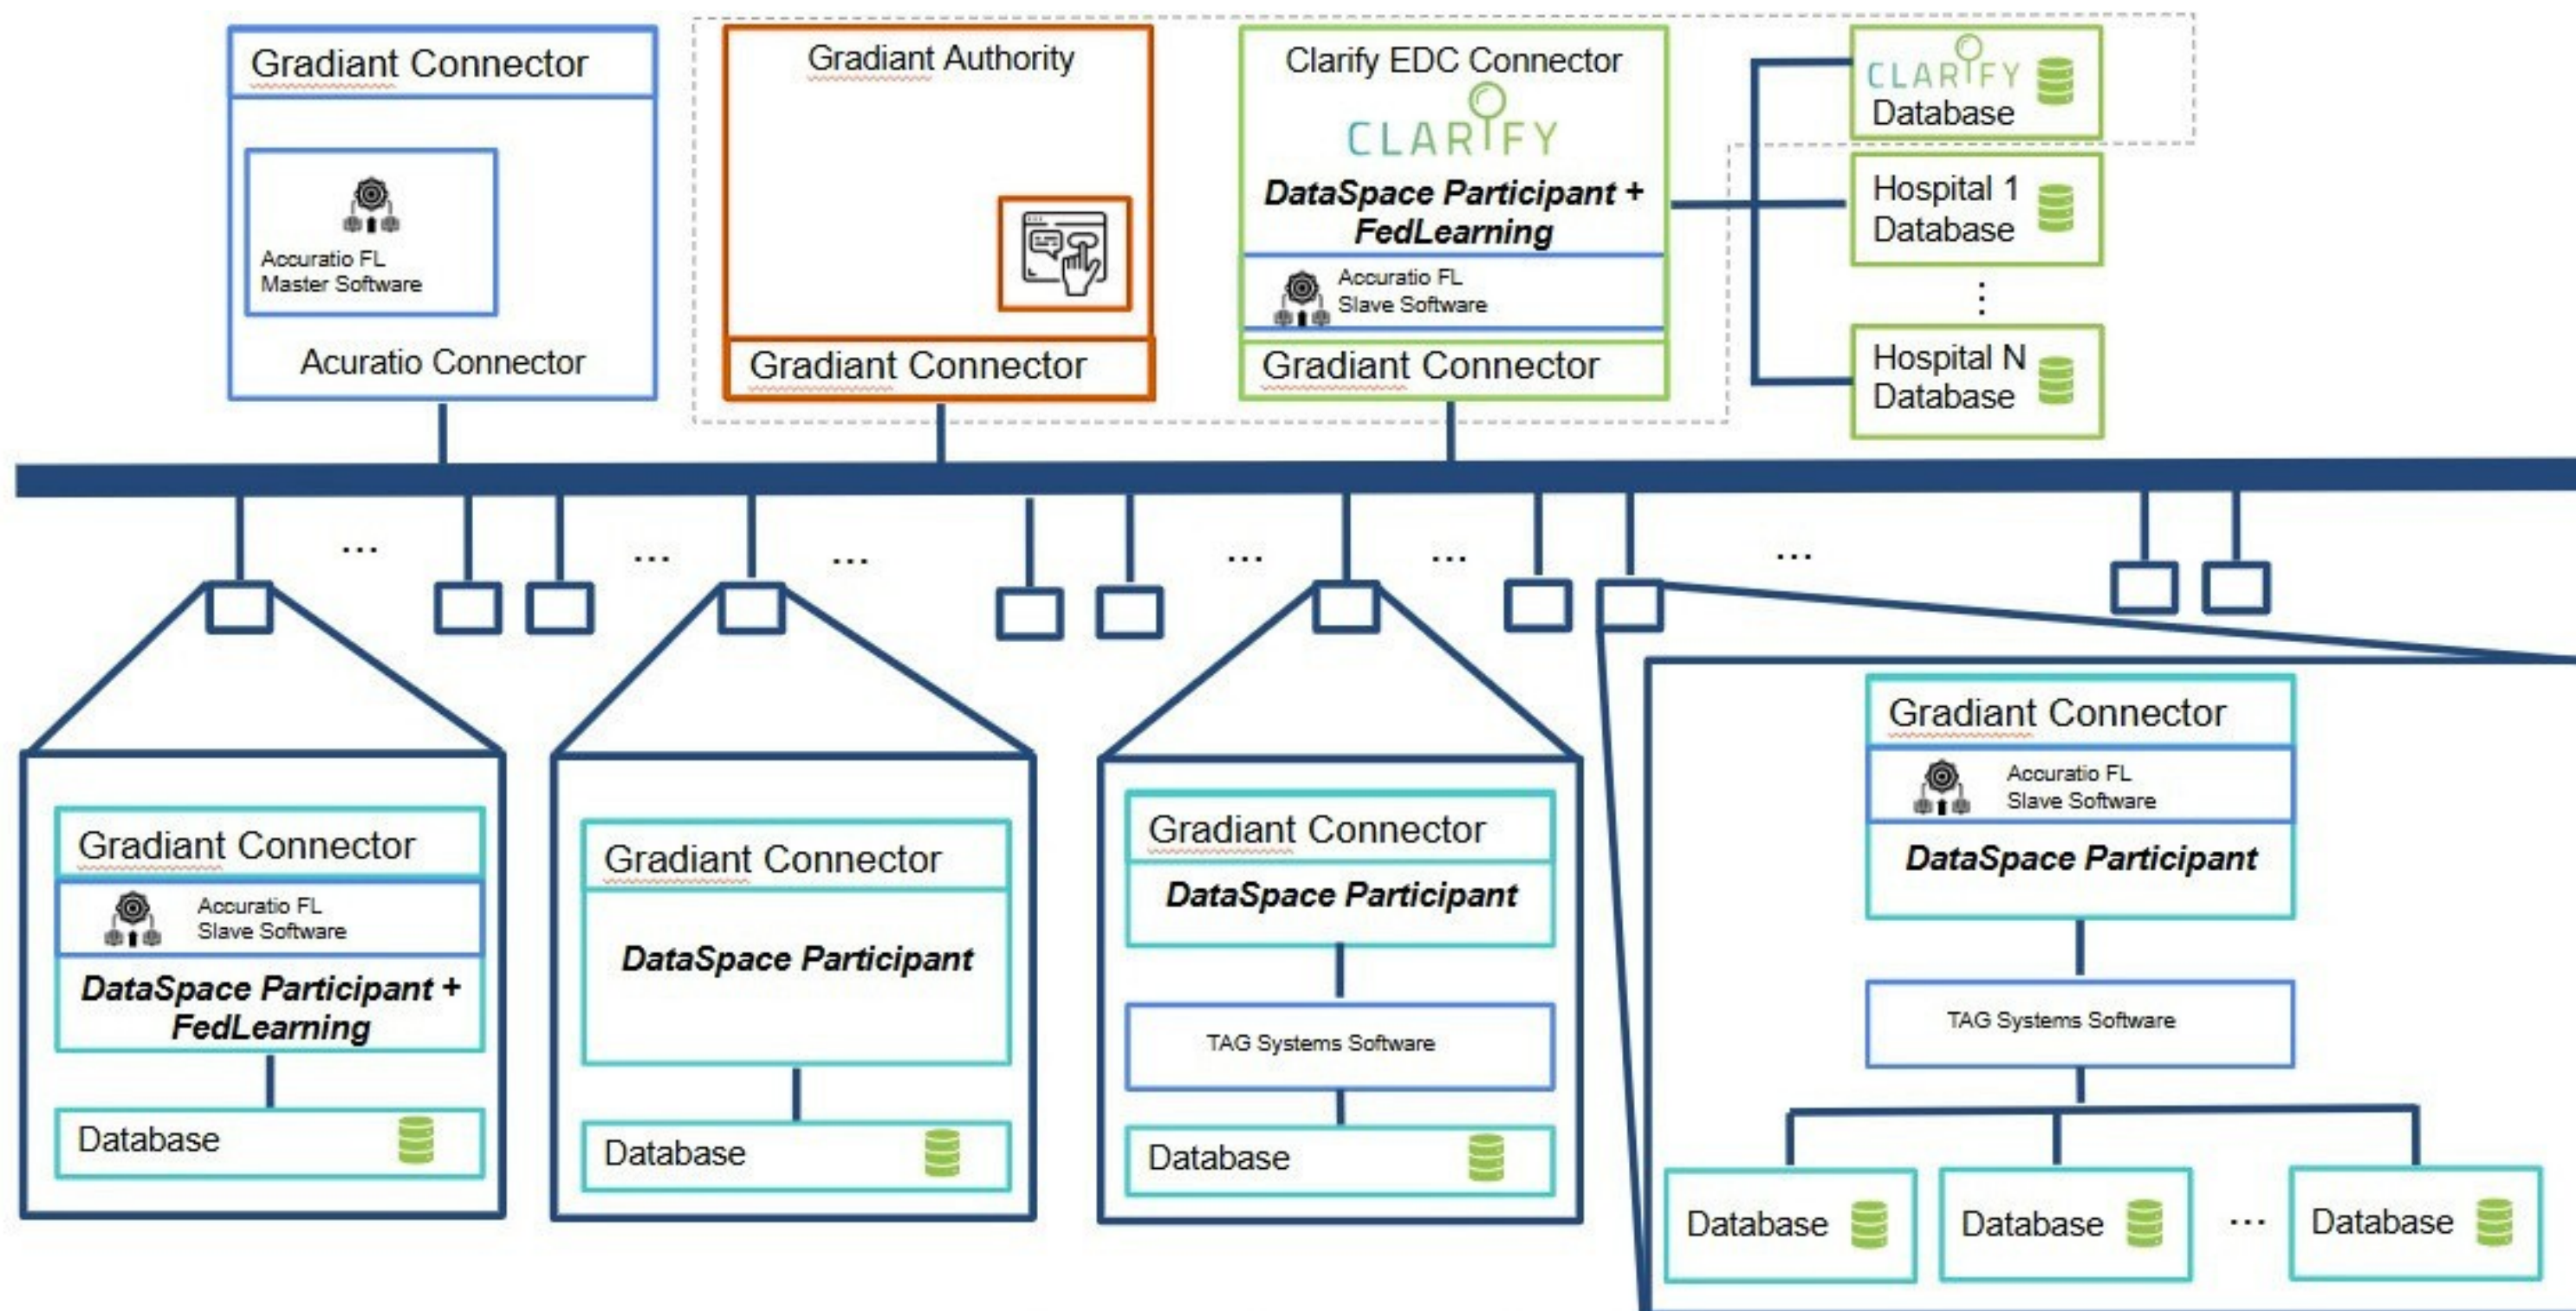 Gradiant Connector
Accuratio FL
Master Software
Acuratio Connector
Gradiant Authority
Gradiant Connector
Clarify EDC Connector
CLARIFY
DataSpace Participant +
FedLearning
Accuratio FL
Slave Software
Gradiant Connector
CLARIFY
Database
Hospital 1
Database
⋮
Hospital N
Database
...
...
...
...
...
...
Gradiant Connector
Accuratio FL
Slave Software
DataSpace Participant +
FedLearning
Database
Gradiant Connector
DataSpace Participant
Database
Gradiant Connector
DataSpace Participant
TAG Systems Software
Database
Gradiant Connector
Accuratio FL
Slave Software
DataSpace Participant
TAG Systems Software
Database
Database
...
Database